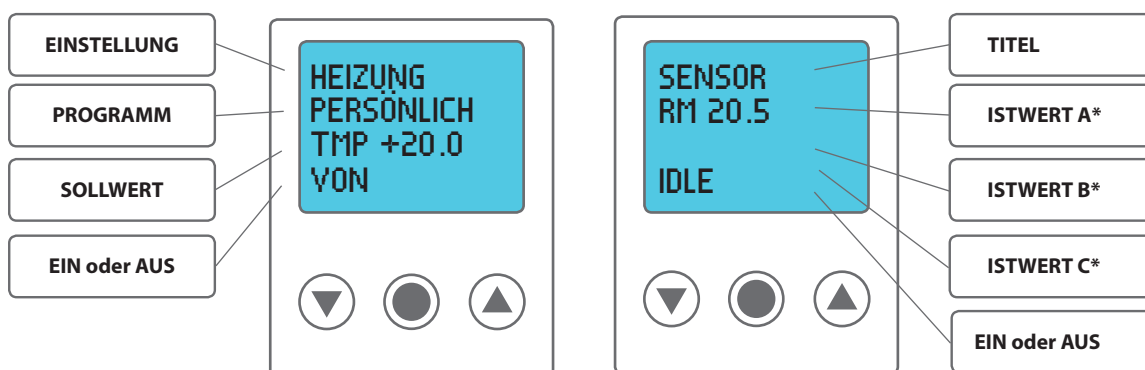 EINSTELLUNG
PROGRAMM
SOLLWERT
EIN oder AUS
HEIZUNG
PERSÖNLICH
TMP +20.0
VON
SENSOR
RM 20.5
IDLE
TITEL
ISTWERT A*
ISTWERT B*
ISTWERT C*
EIN oder AUS